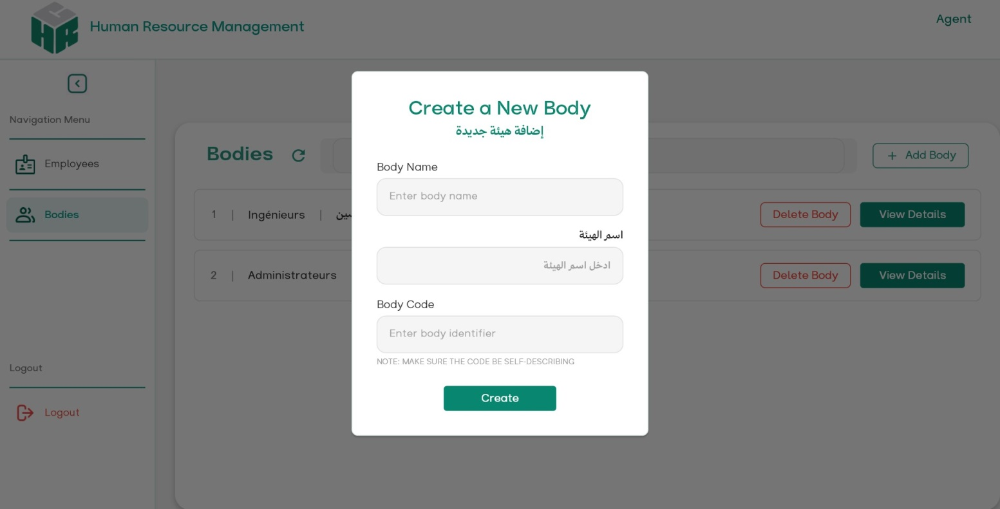 Human Resource Management
Agent
Navigation Menu
Employees
Bodies
Logout
Logout
Bodies
+ Add Body
1 | Ingénieurs |
Delete Body
View Details
2 | Administrateurs
Delete Body
View Details
Create a New Body
إضافة هيئة جديدة
Body Name
Enter body name
اسم الهيئة
ادخل اسم الهيئة
Body Code
Enter body identifier
NOTE: MAKE SURE THE CODE BE SELF-DESCRIBING
Create